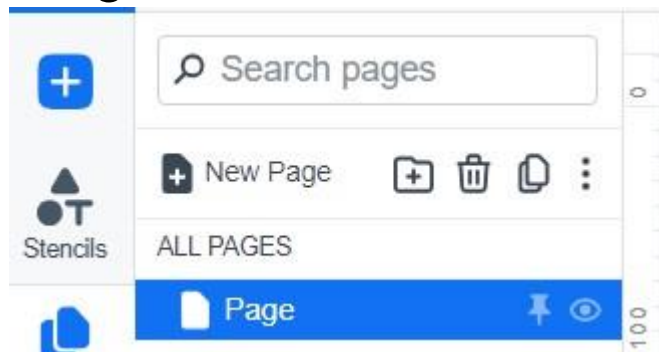 Search pages
New Page
Stencils
ALL PAGES
Page
0
100